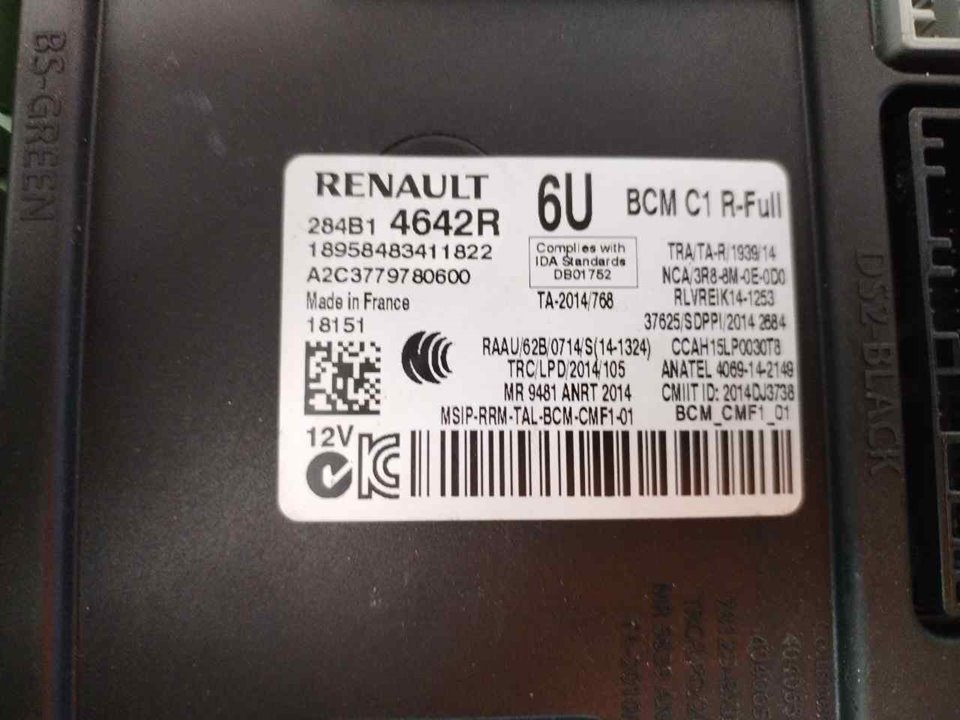 BS-GREEN
RENAULT 6U BCM C1 R-Full
284B1 4642R
18958483411822
A2C3779780600
Made in France
18151
Complies with
IDA Standards
DB01752
TA-2014/768
TRA/TA-R/1939/14
NCA/3R8-8M-0E-0D0
RLVREIK14-1253
37625/SDPPI/2014 2684
RAAU/62B/0714/S(14-1324) CCAH15LP0030T8
TRC/LPD/2014/105 ANATEL 4069-14-2149
MR 9481 ANRT 2014 CMIIT ID: 2014DJ3738
MSIP-RRM-TAL-BCM-CMF1-01 BCM_CMF1_01
12V
DS2-BLACK